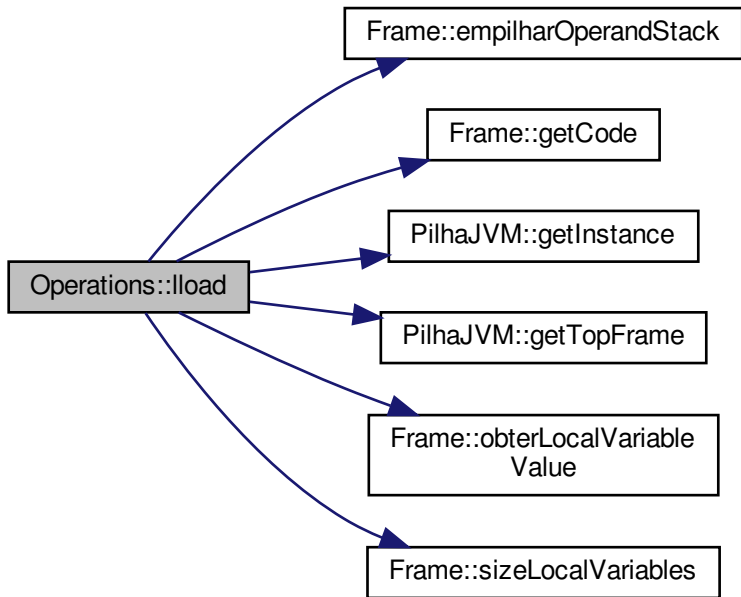 Frame::empilharOperandStack
Frame::getCode
PilhaJVM::getInstance
Operations::lload
PilhaJVM::getTopFrame
Frame::obterLocalVariable
Value
Frame::sizeLocalVariables